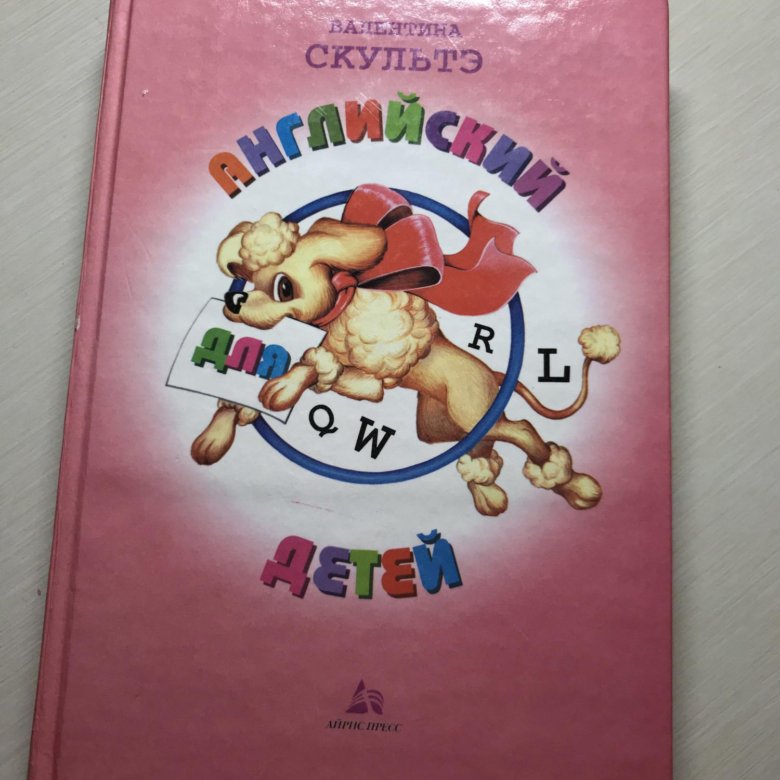 ВАЛЕНТИНА
СКУЛЬТЭ
АНГЛИЙСКИЙ
ДЛЯ
R
L
Q W
ДЕТЕЙ
АЙРИС ПРЕСС